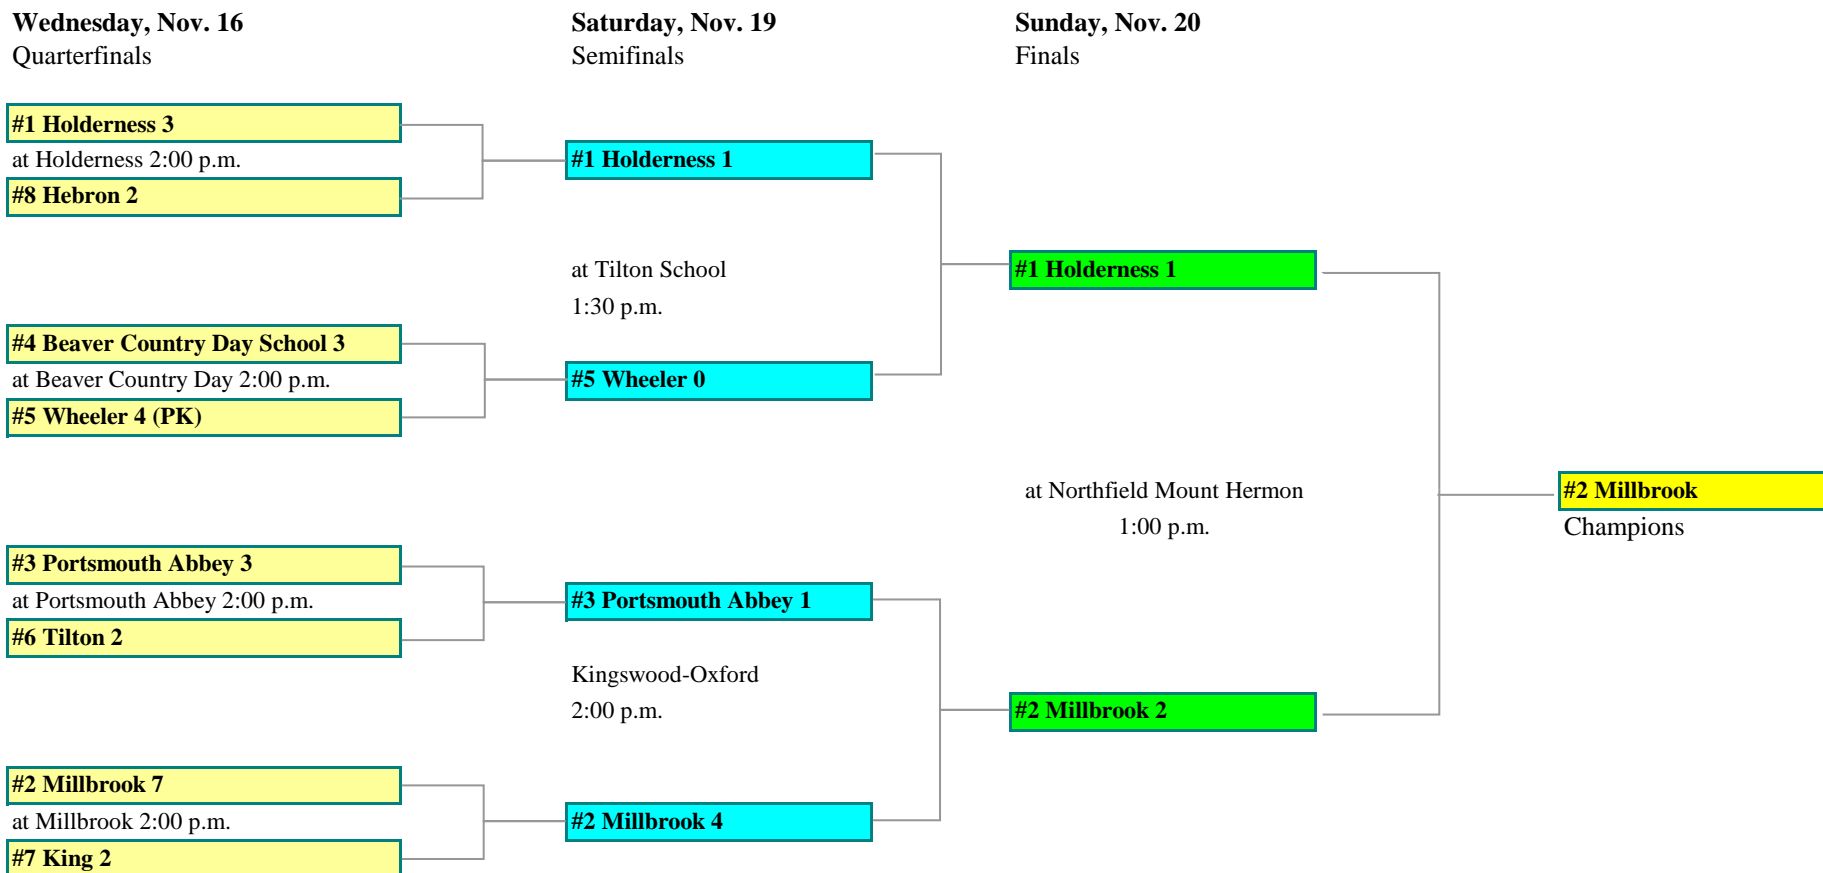 Wednesday, Nov. 16
Quarterfinals
Saturday, Nov. 19
Semifinals
Sunday, Nov. 20
Finals
#1 Holderness 3
at Holderness 2:00 p.m.
#8 Hebron 2
#4 Beaver Country Day School 3
at Beaver Country Day 2:00 p.m.
#5 Wheeler 4 (PK)
#3 Portsmouth Abbey 3
at Portsmouth Abbey 2:00 p.m.
#6 Tilton 2
#2 Millbrook 7
at Millbrook 2:00 p.m.
#7 King 2
#1 Holderness 1
at Tilton School
1:30 p.m.
#5 Wheeler 0
#3 Portsmouth Abbey 1
Kingswood-Oxford
2:00 p.m.
#2 Millbrook 4
#1 Holderness 1
at Northfield Mount Hermon
1:00 p.m.
#2 Millbrook 2
#2 Millbrook
Champions